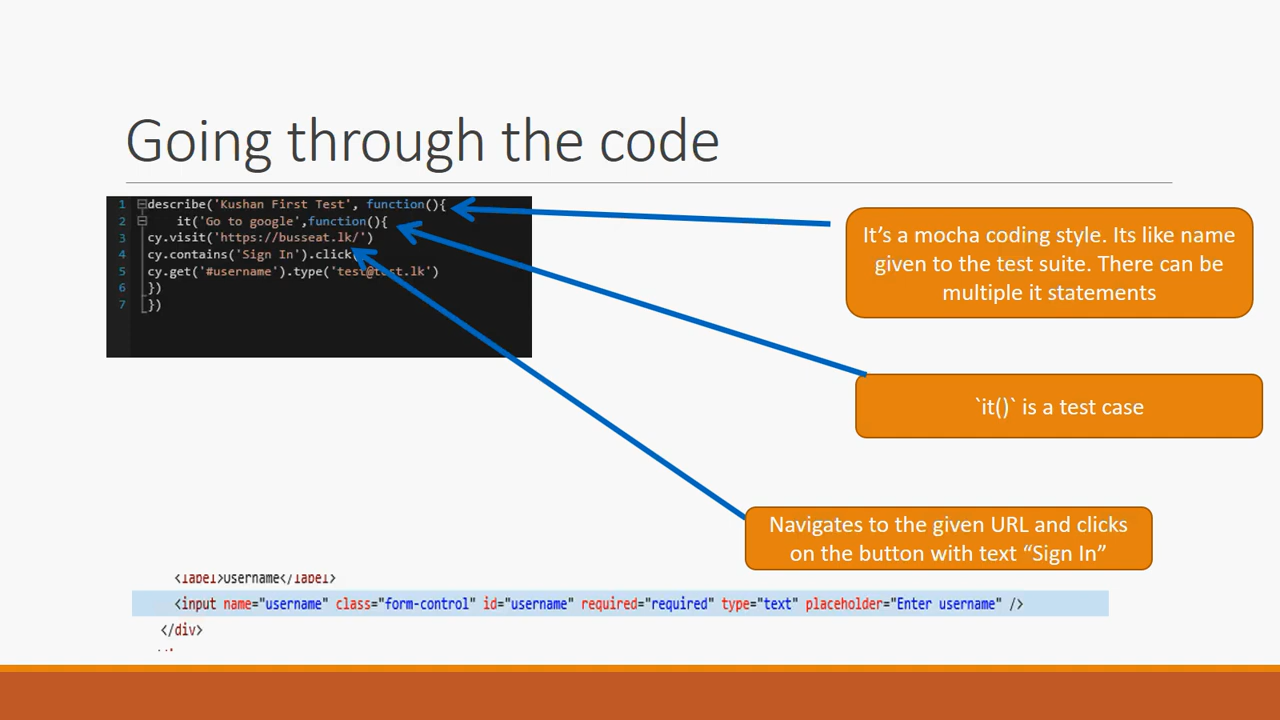 Going through the code
1 describe('Kushan First Test', function(){
2 it('Go to google',function(){
3 cy.visit('https://busseat.lk/')
4 cy.contains('Sign In').click(
5 cy.get('#username').type('test@test.lk')
6 })
7 })
It's a mocha coding style. Its like name
given to the test suite. There can be
multiple it statements
`it()` is a test case
Navigates to the given URL and clicks
on the button with text “Sign In”
<label>username</label>
<input name="username" class="form-control" id="username" required="required" type="text" placeholder="Enter username" />
</div>